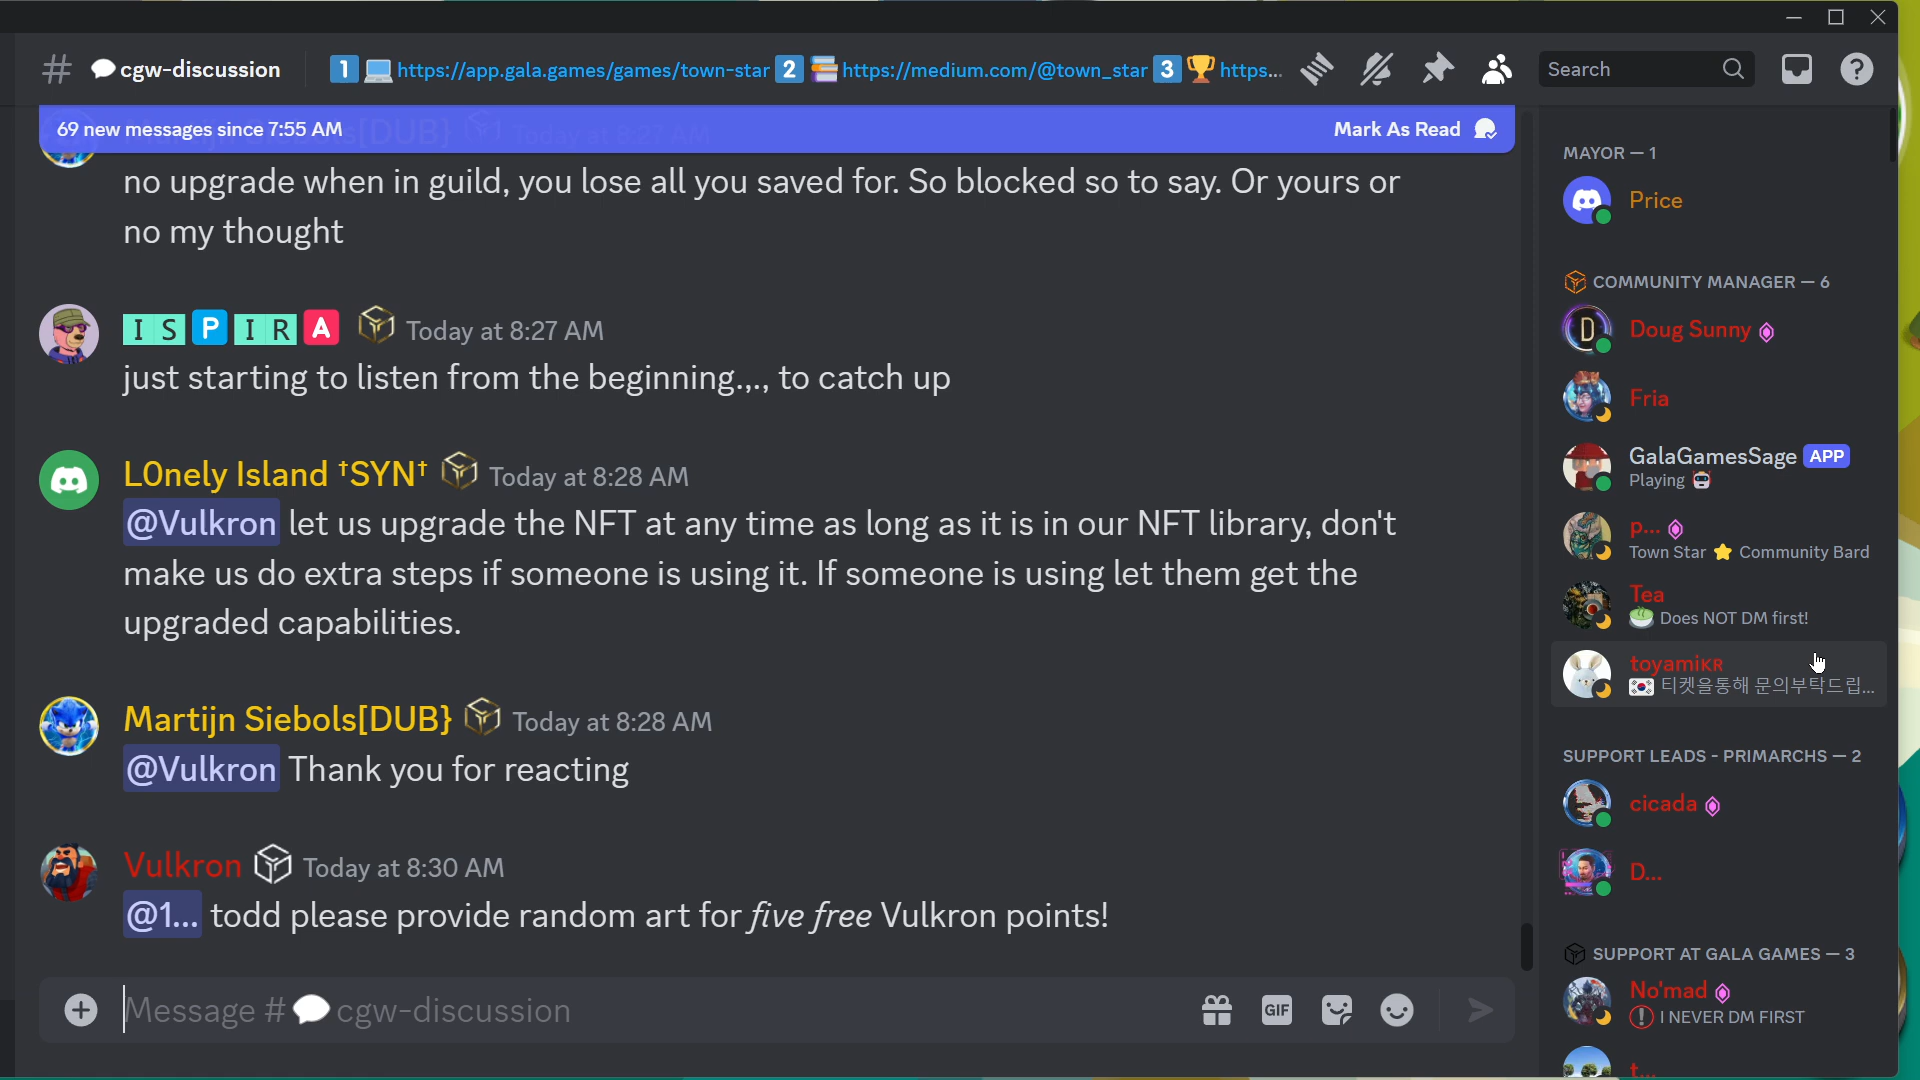 # 💬 cgw-discussion
1 💻 https://app.gala.games/games/town-star 2 📚 https://medium.com/@town_star 3 🏆 https...
Search
69 new messages since 7:55 AM
Mark As Read
Today at 8:27 AM
no upgrade when in guild, you lose all you saved for. So blocked so to say. Or yours or
no my thought
I S P I R A Today at 8:27 AM
just starting to listen from the beginning.,., to catch up
L0nely Island †SYN† Today at 8:28 AM
@Vulkron let us upgrade the NFT at any time as long as it is in our NFT library, don't
make us do extra steps if someone is using it. If someone is using let them get the
upgraded capabilities.
Martijn Siebols[DUB} Today at 8:28 AM
@Vulkron Thank you for reacting
Vulkron Today at 8:30 AM
@1... todd please provide random art for five free Vulkron points!
Message # 💬 cgw-discussion
GIF
MAYOR — 1
Price
COMMUNITY MANAGER — 6
Doug Sunny
D
Fria
GalaGamesSage APP
Playing
p...
Town Star ⭐ Community Bard
Tea
🍵 Does NOT DM first!
toyamiᴋʀ
🇰🇷 티켓을통해 문의부탁드립...
SUPPORT LEADS - PRIMARCHS — 2
cicada
D...
SUPPORT AT GALA GAMES — 3
No'mad
I NEVER DM FIRST
t...